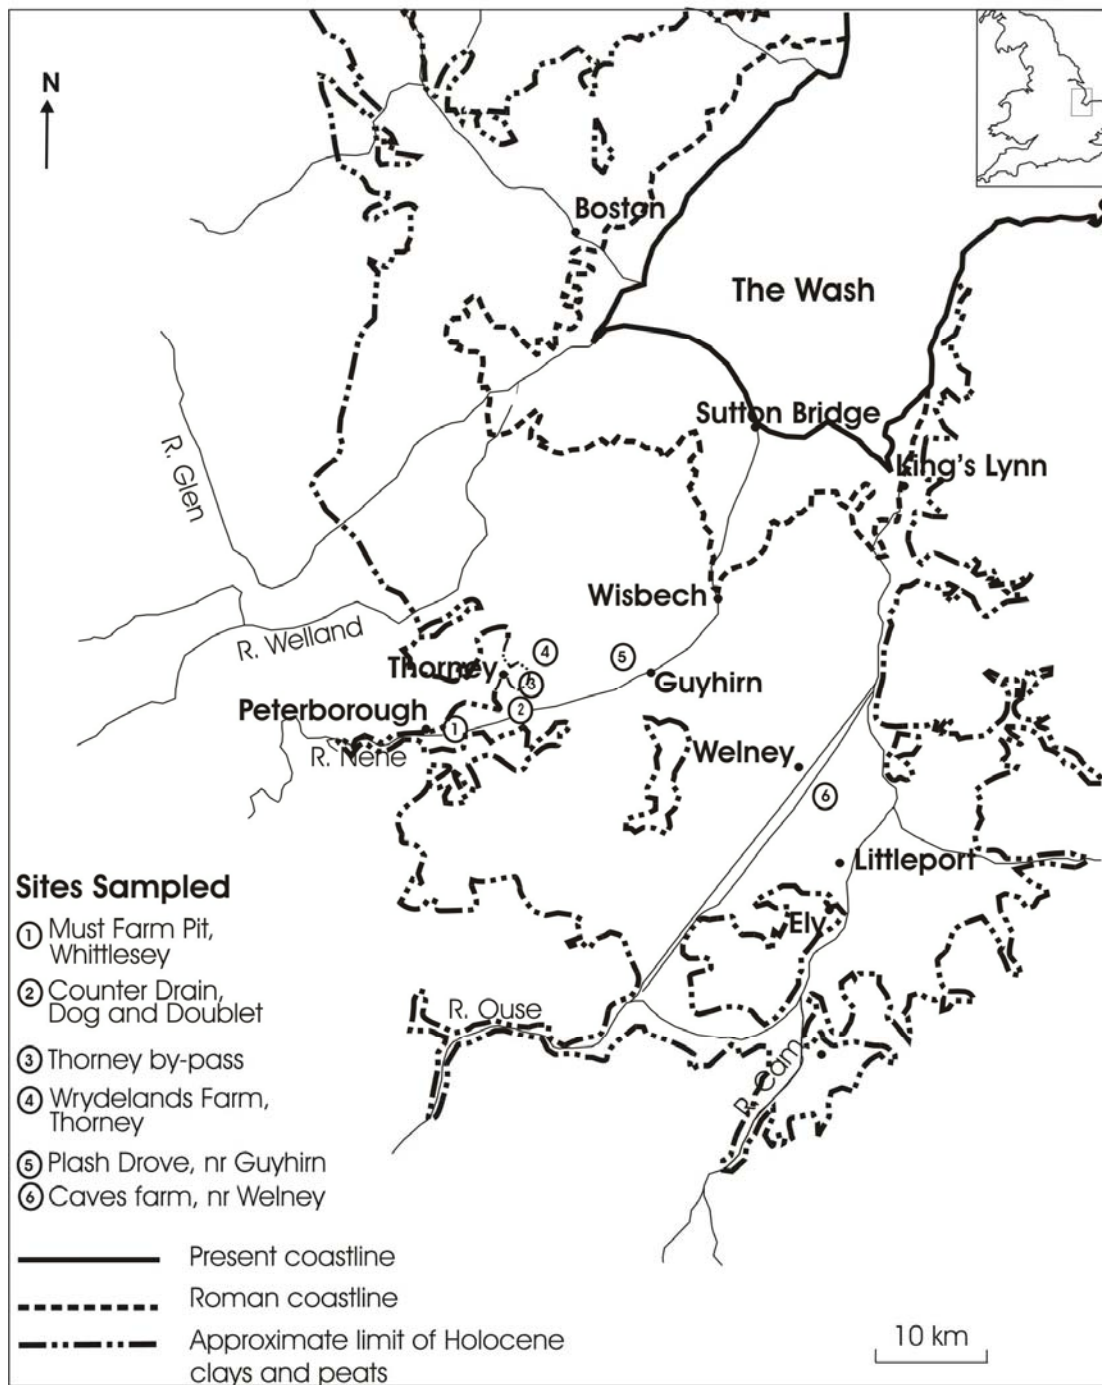 N
Boston
The Wash
Sutton Bridge
King's Lynn
R. Glen
Wisbech
R. Welland
4
5
Thorney
3
Guyhirn
2
Peterborough
1
R. Nene
Welney
6
Littleport
Ely
R. Ouse
R. Cam
Sites Sampled
1 Must Farm Pit,
Whittlesey
2 Counter Drain,
Dog and Doublet
3 Thorney by-pass
4 Wrydelands Farm,
Thorney
5 Plash Drove, nr Guyhirn
6 Caves farm, nr Welney
Present coastline
Roman coastline
Approximate limit of Holocene
clays and peats
10 km